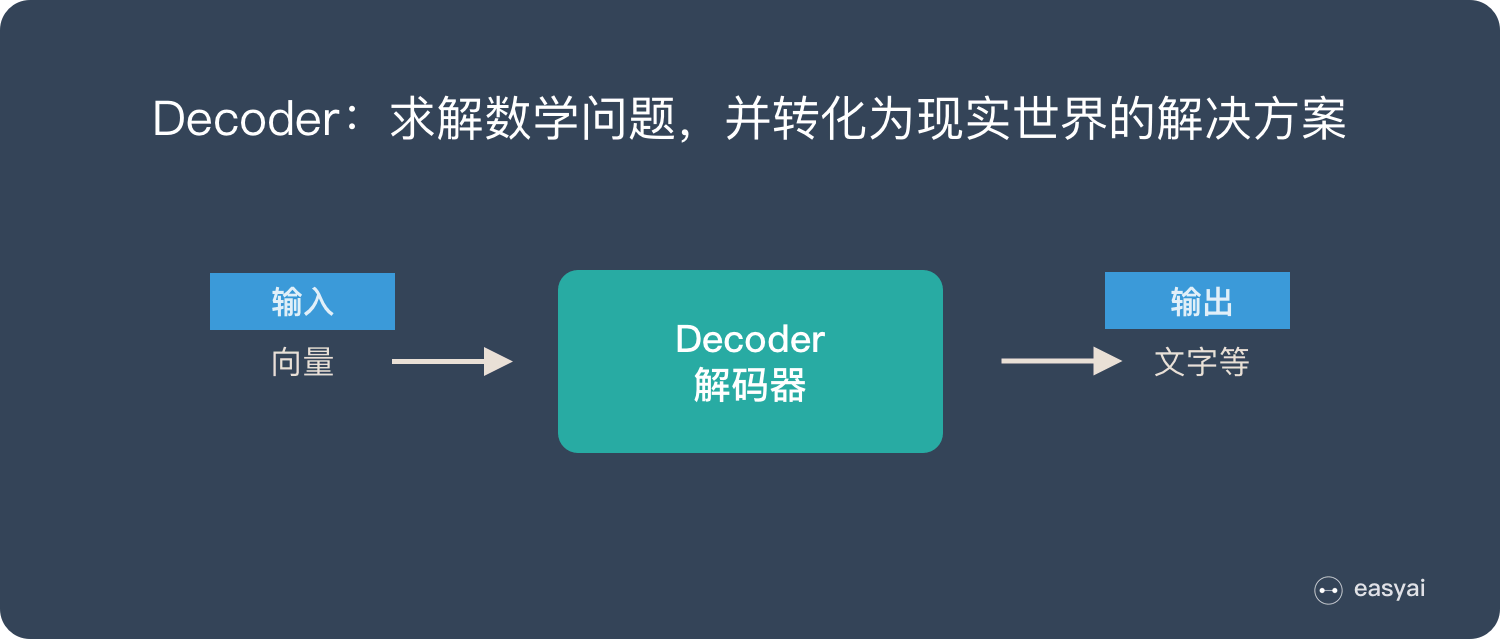 Decoder：求解数学问题，并转化为现实世界的解决方案
输入
向量
Decoder
解码器
输出
文字等
easyai